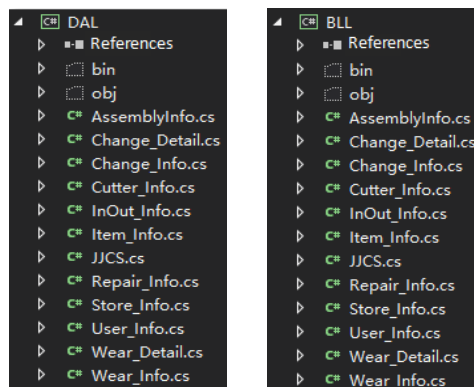 C# DAL
References
bin
obj
C# AssemblyInfo.cs
C# Change_Detail.cs
C# Change_Info.cs
C# Cutter_Info.cs
C# InOut_Info.cs
C# Item_Info.cs
C# JJCS.cs
C# Repair_Info.cs
C# Store_Info.cs
C# User_Info.cs
C# Wear_Detail.cs
C# Wear_Info.cs
C# BLL
References
bin
obj
C# AssemblyInfo.cs
C# Change_Detail.cs
C# Change_Info.cs
C# Cutter_Info.cs
C# InOut_Info.cs
C# Item_Info.cs
C# JJCS.cs
C# Repair_Info.cs
C# Store_Info.cs
C# User_Info.cs
C# Wear_Detail.cs
C# Wear_Info.cs